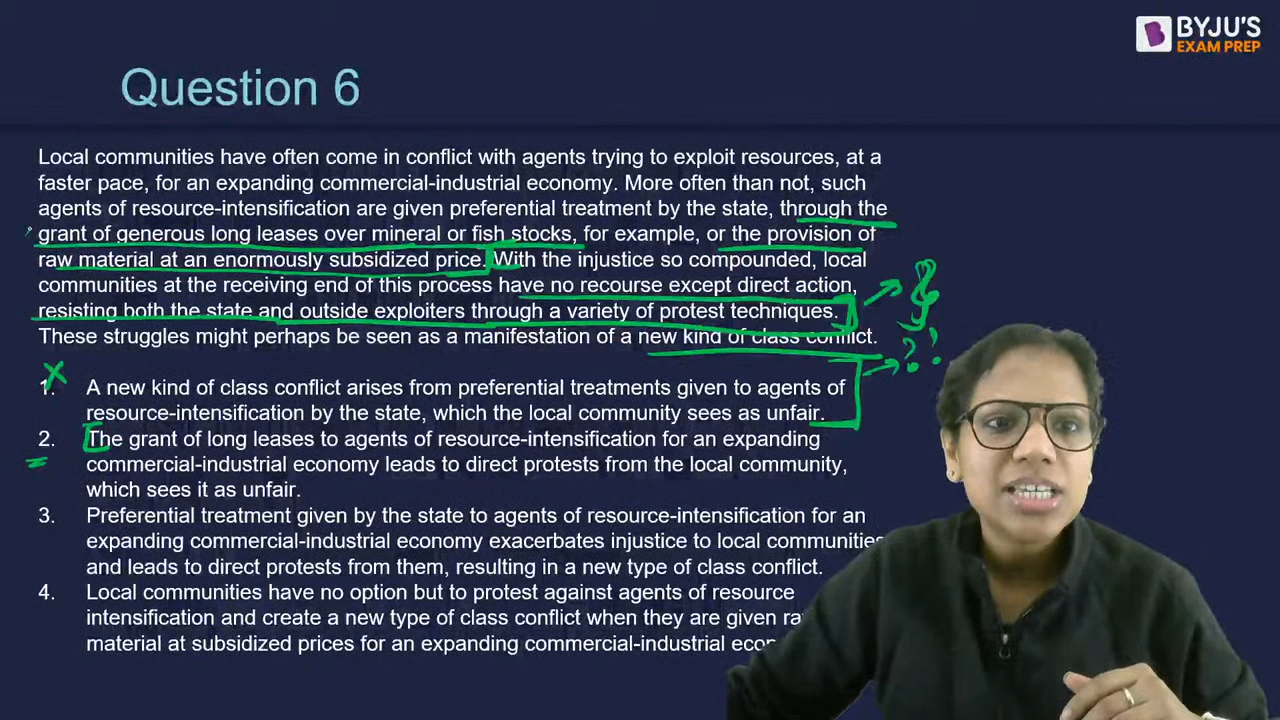 BYJU'S
EXAM PREP
Question 6
Local communities have often come in conflict with agents trying to exploit resources, at a
faster pace, for an expanding commercial-industrial economy. More often than not, such
agents of resource-intensification are given preferential treatment by the state, through the
grant of generous long leases over mineral or fish stocks, for example, or the provision of
raw material at an enormously subsidized price. With the injustice so compounded, local
communities at the receiving end of this process have no recourse except direct action,
resisting both the state and outside exploiters through a variety of protest techniques.
These struggles might perhaps be seen as a manifestation of a new kind of class conflict.
??
1. A new kind of class conflict arises from preferential treatments given to agents of
resource-intensification by the state, which the local community sees as unfair.
2. The grant of long leases to agents of resource-intensification for an expanding
commercial-industrial economy leads to direct protests from the local community,
which sees it as unfair.
3. Preferential treatment given by the state to agents of resource-intensification for an
expanding commercial-industrial economy exacerbates injustice to local communities
and leads to direct protests from them, resulting in a new type of class conflict.
4. Local communities have no option but to protest against agents of resource
intensification and create a new type of class conflict when they are given
material at subsidized prices for an expanding commercial-industrial